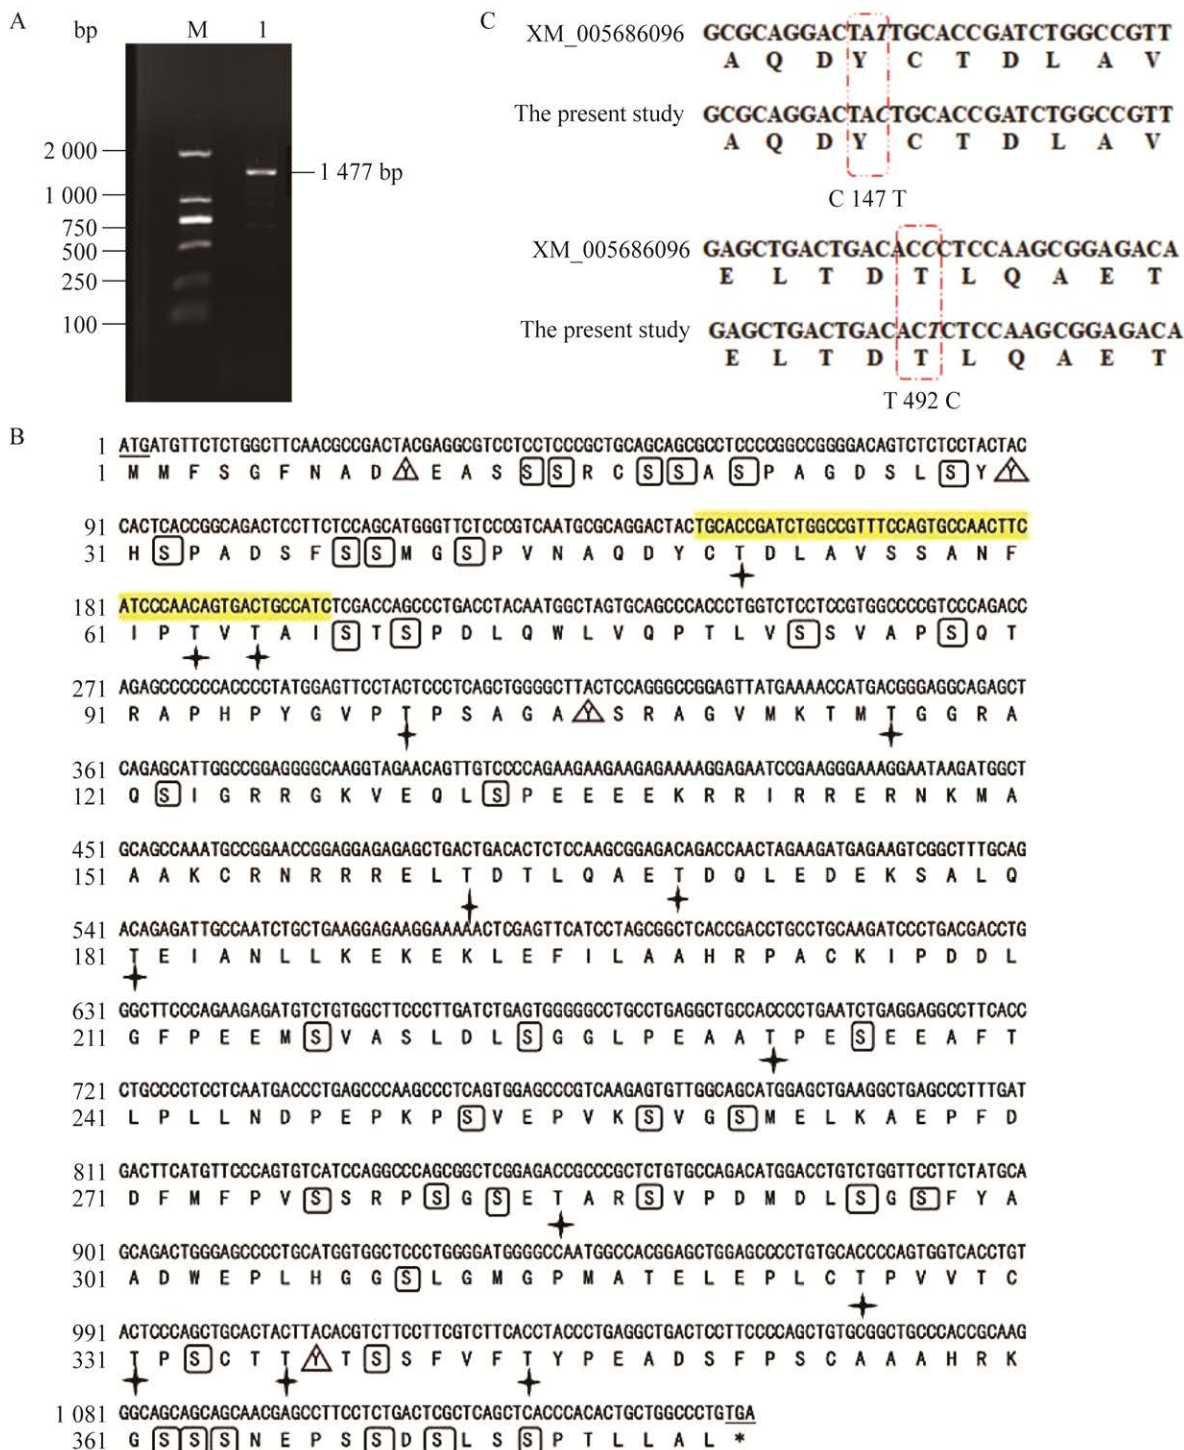 A
bp M 1
2 000
1 477 bp
1 000
750
500
250
100
C
XM_005686096 GCGCAGGACTATTGCACCGATCTGGCCGTT
A Q D Y C T D L A V
The present study GCGCAGGACTACTGCACCGATCTGGCCGTT
A Q D Y C T D L A V
C 147 T
XM_005686096 GAGCTGACTGACACCCTCCAAGCGGAGACA
E L T D T L Q A E T
The present study GAGCTGACTGACACTCTCCAAGCGGAGACA
E L T D T L Q A E T
T 492 C
B
1 ATGATGTTCTCTGGCTTCAACGCCGACTACGAGGCGTCCTCCTCCCGCTGCAGCAGCGCCTCCCCGGCCGGGGACAGTCTCTCCTACTAC
1 M M F S G F N A D Y E A S S S R C S S A S P A G D S L S Y Y
91 CACTCACCGGCAGACTCCTTCTCCAGCATGGGTTCTCCCGTCAATGCGCAGGACTACTGCACCGATCTGGCCGTTTCCAGTGCCAACTTC
31 H S P A D S F S S M G S P V N A Q D Y C T D L A V S S A N F
181 ATCCCAACAGTGACTGCCATCTCGACCAGCCCTGACCTACAATGGCTAGTGCAGCCCACCCTGGTCTCCTCCGTGGCCCCGTCCCAGACC
61 I P T V T A I S T S P D L Q W L V Q P T L V S S V A P S Q T
271 AGAGCCCCCCACCCCTATGGAGTTCCTACTCCCTCAGCTGGGGCTTACTCCAGGGCCGGAGTTATGAAAACCATGACGGGAGGCAGAGCT
91 R A P H P Y G V P T P S A G A Y S R A G V M K T M T G G R A
361 CAGAGCATTGGCCGGAGGGGCAAGGTAGAACAGTTGTCCCCAGAAGAAGAAGAGAAAAGGAGAATCCGAAGGGAAAGGAATAAGATGGCT
121 Q S I G R R G K V E Q L S P E E E E K R R I R R E R N K M A
451 GCAGCCAAATGCCGGAACCGGAGGAGAGAGCTGACTGACACTCTCCAAGCGGAGACAGACCAACTAGAAGATGAGAAGTCGGCTTTGCAG
151 A A K C R N R R R E L T D T L Q A E T D Q L E D E K S A L Q
541 ACAGAGATTGCCAATCTGCTGAAGGAGAAGGAAAAACTCGAGTTCATCCTAGCGGCTCACCGACCTGCCTGCAAGATCCCTGACGACCTG
181 T E I A N L L K E K E K L E F I L A A H R P A C K I P D D L
631 GGCTTCCCAGAAGAGATGTCTGTGGCTTCCCTTGATCTGAGTGGGGGCCTGCCTGAGGCTGCCACCCCTGAATCTGAGGAGGCCTTCACC
211 G F P E E M S V A S L D L S G G L P E A A T P E S E E A F T
721 CTGCCCCTCCTCAATGACCCTGAGCCCAAGCCCTCAGTGGAGCCCGTCAAGAGTGTTGGCAGCATGGAGCTGAAGGCTGAGCCCTTTGAT
241 L P L L N D P E P K P S V E P V K S V G S M E L K A E P F D
811 GACTTCATGTTCCCAGTGTCATCCAGGCCCAGCGGCTCGGAGACCGCCCGCTCTGTGCCAGACATGGACCTGTCTGGTTCCTTCTATGCA
271 D F M F P V S S R P S G S E T A R S V P D M D L S G S F Y A
901 GCAGACTGGGAGCCCCTGCATGGTGGCTCCCTGGGGATGGGGCCAATGGCCACGGAGCTGGAGCCCCTGTGCACCCCAGTGGTCACCTGT
301 A D W E P L H G G S L G M G P M A T E L E P L C T P V V T C
991 ACTCCCAGCTGCACTACTTACACGTCTTCCTTCGTCTTCACCTACCCTGAGGCTGACTCCTTCCCCAGCTGTGCGGCTGCCCACCGCAAG
331 T P S C T T Y T S S F V F T Y P E A D S F P S C A A A H R K
1 081 GGCAGCAGCAGCAACGAGCCTTCCTCTGACTCGCTCAGCTCACCCACACTGCTGGCCCTGTGA
361 G S S S N E P S S D S L S S P T L L A L *